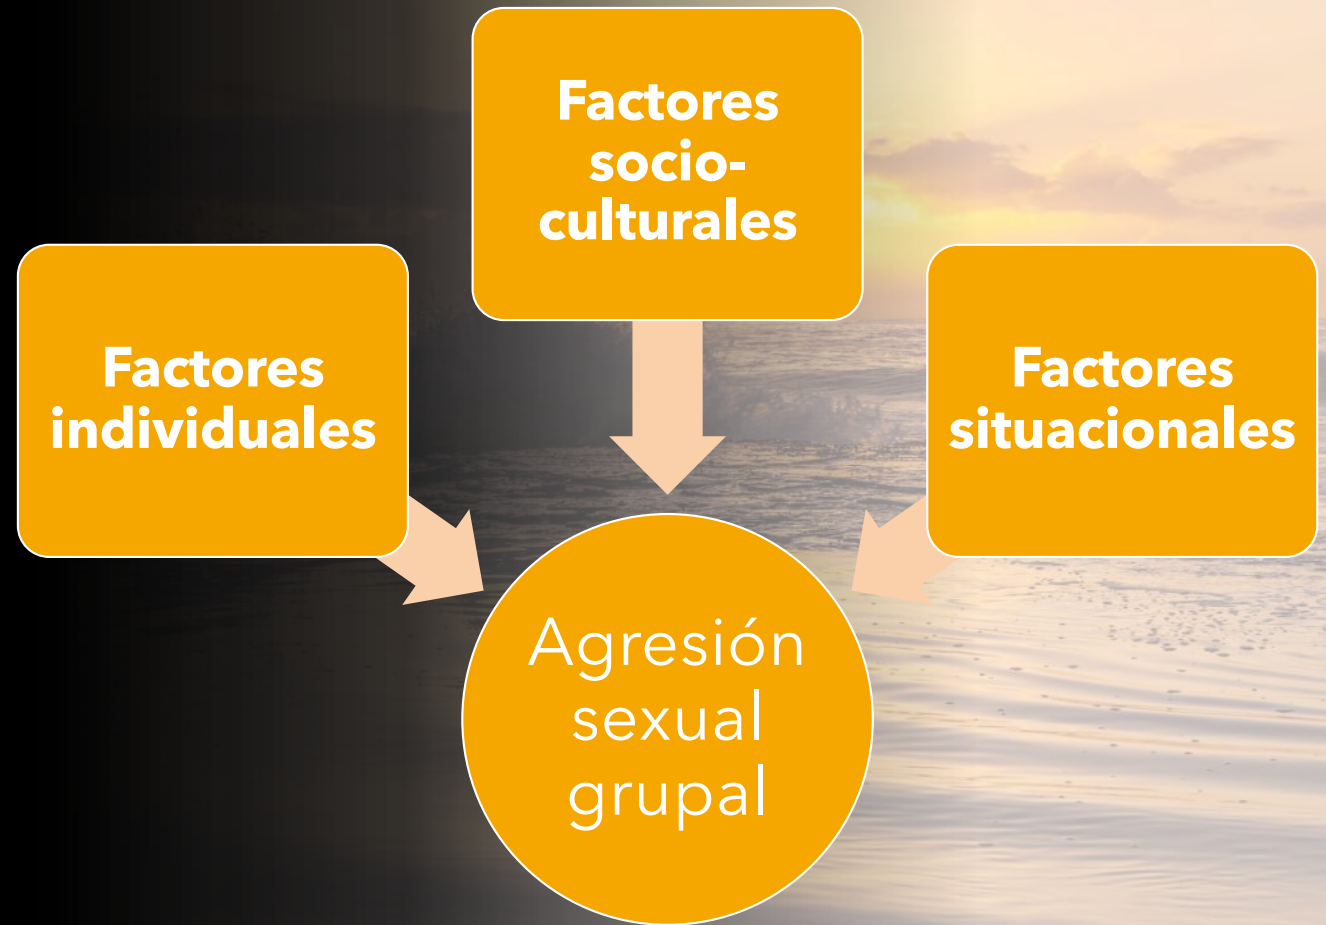 Factores
socio-
culturales
Factores
individuales
Factores
situacionales
Agresión
sexual
grupal